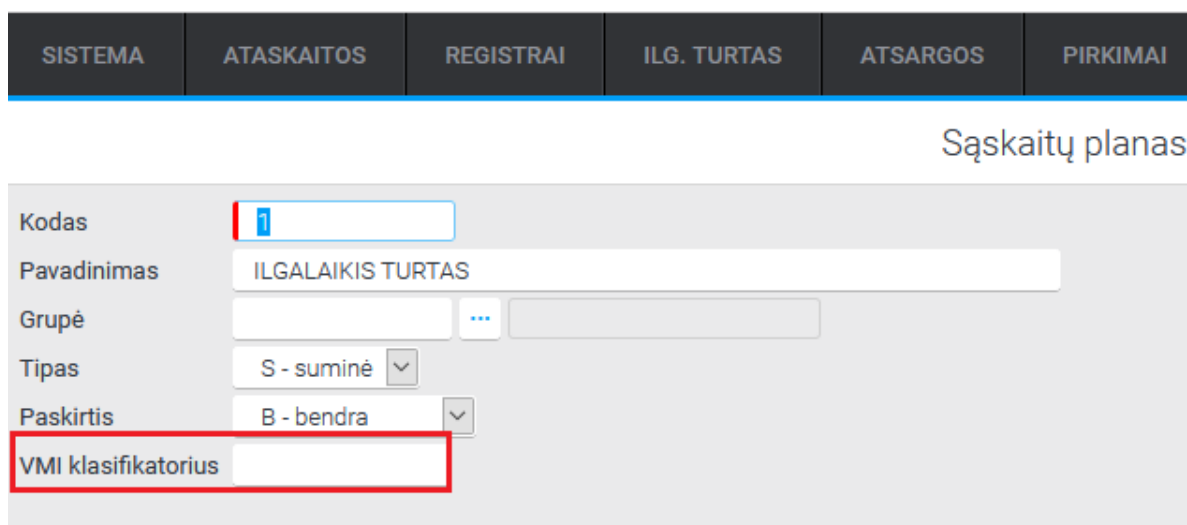 SISTEMA ATASKAITOS REGISTRAI ILG. TURTAS ATSARGOS PIRKIMAI
Sąskaitų planas
Kodas 1
Pavadinimas ILGALAIKIS TURTAS
Grupė ...
Tipas S - suminė
Paskirtis B - bendra
VMI klasifikatorius